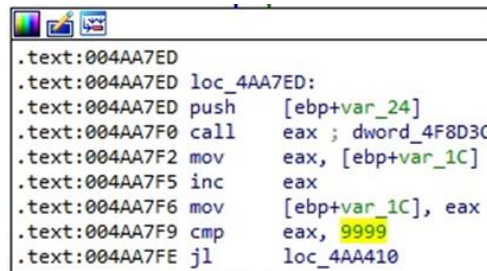 .text:004AA7ED
.text:004AA7ED loc_4AA7ED:
.text:004AA7ED push [ebp+var_24]
.text:004AA7F0 call eax ; dword_4F8D3C
.text:004AA7F2 mov eax, [ebp+var_1C]
.text:004AA7F5 inc eax
.text:004AA7F6 mov [ebp+var_1C], eax
.text:004AA7F9 cmp eax, 9999
.text:004AA7FE jl loc_4AA410